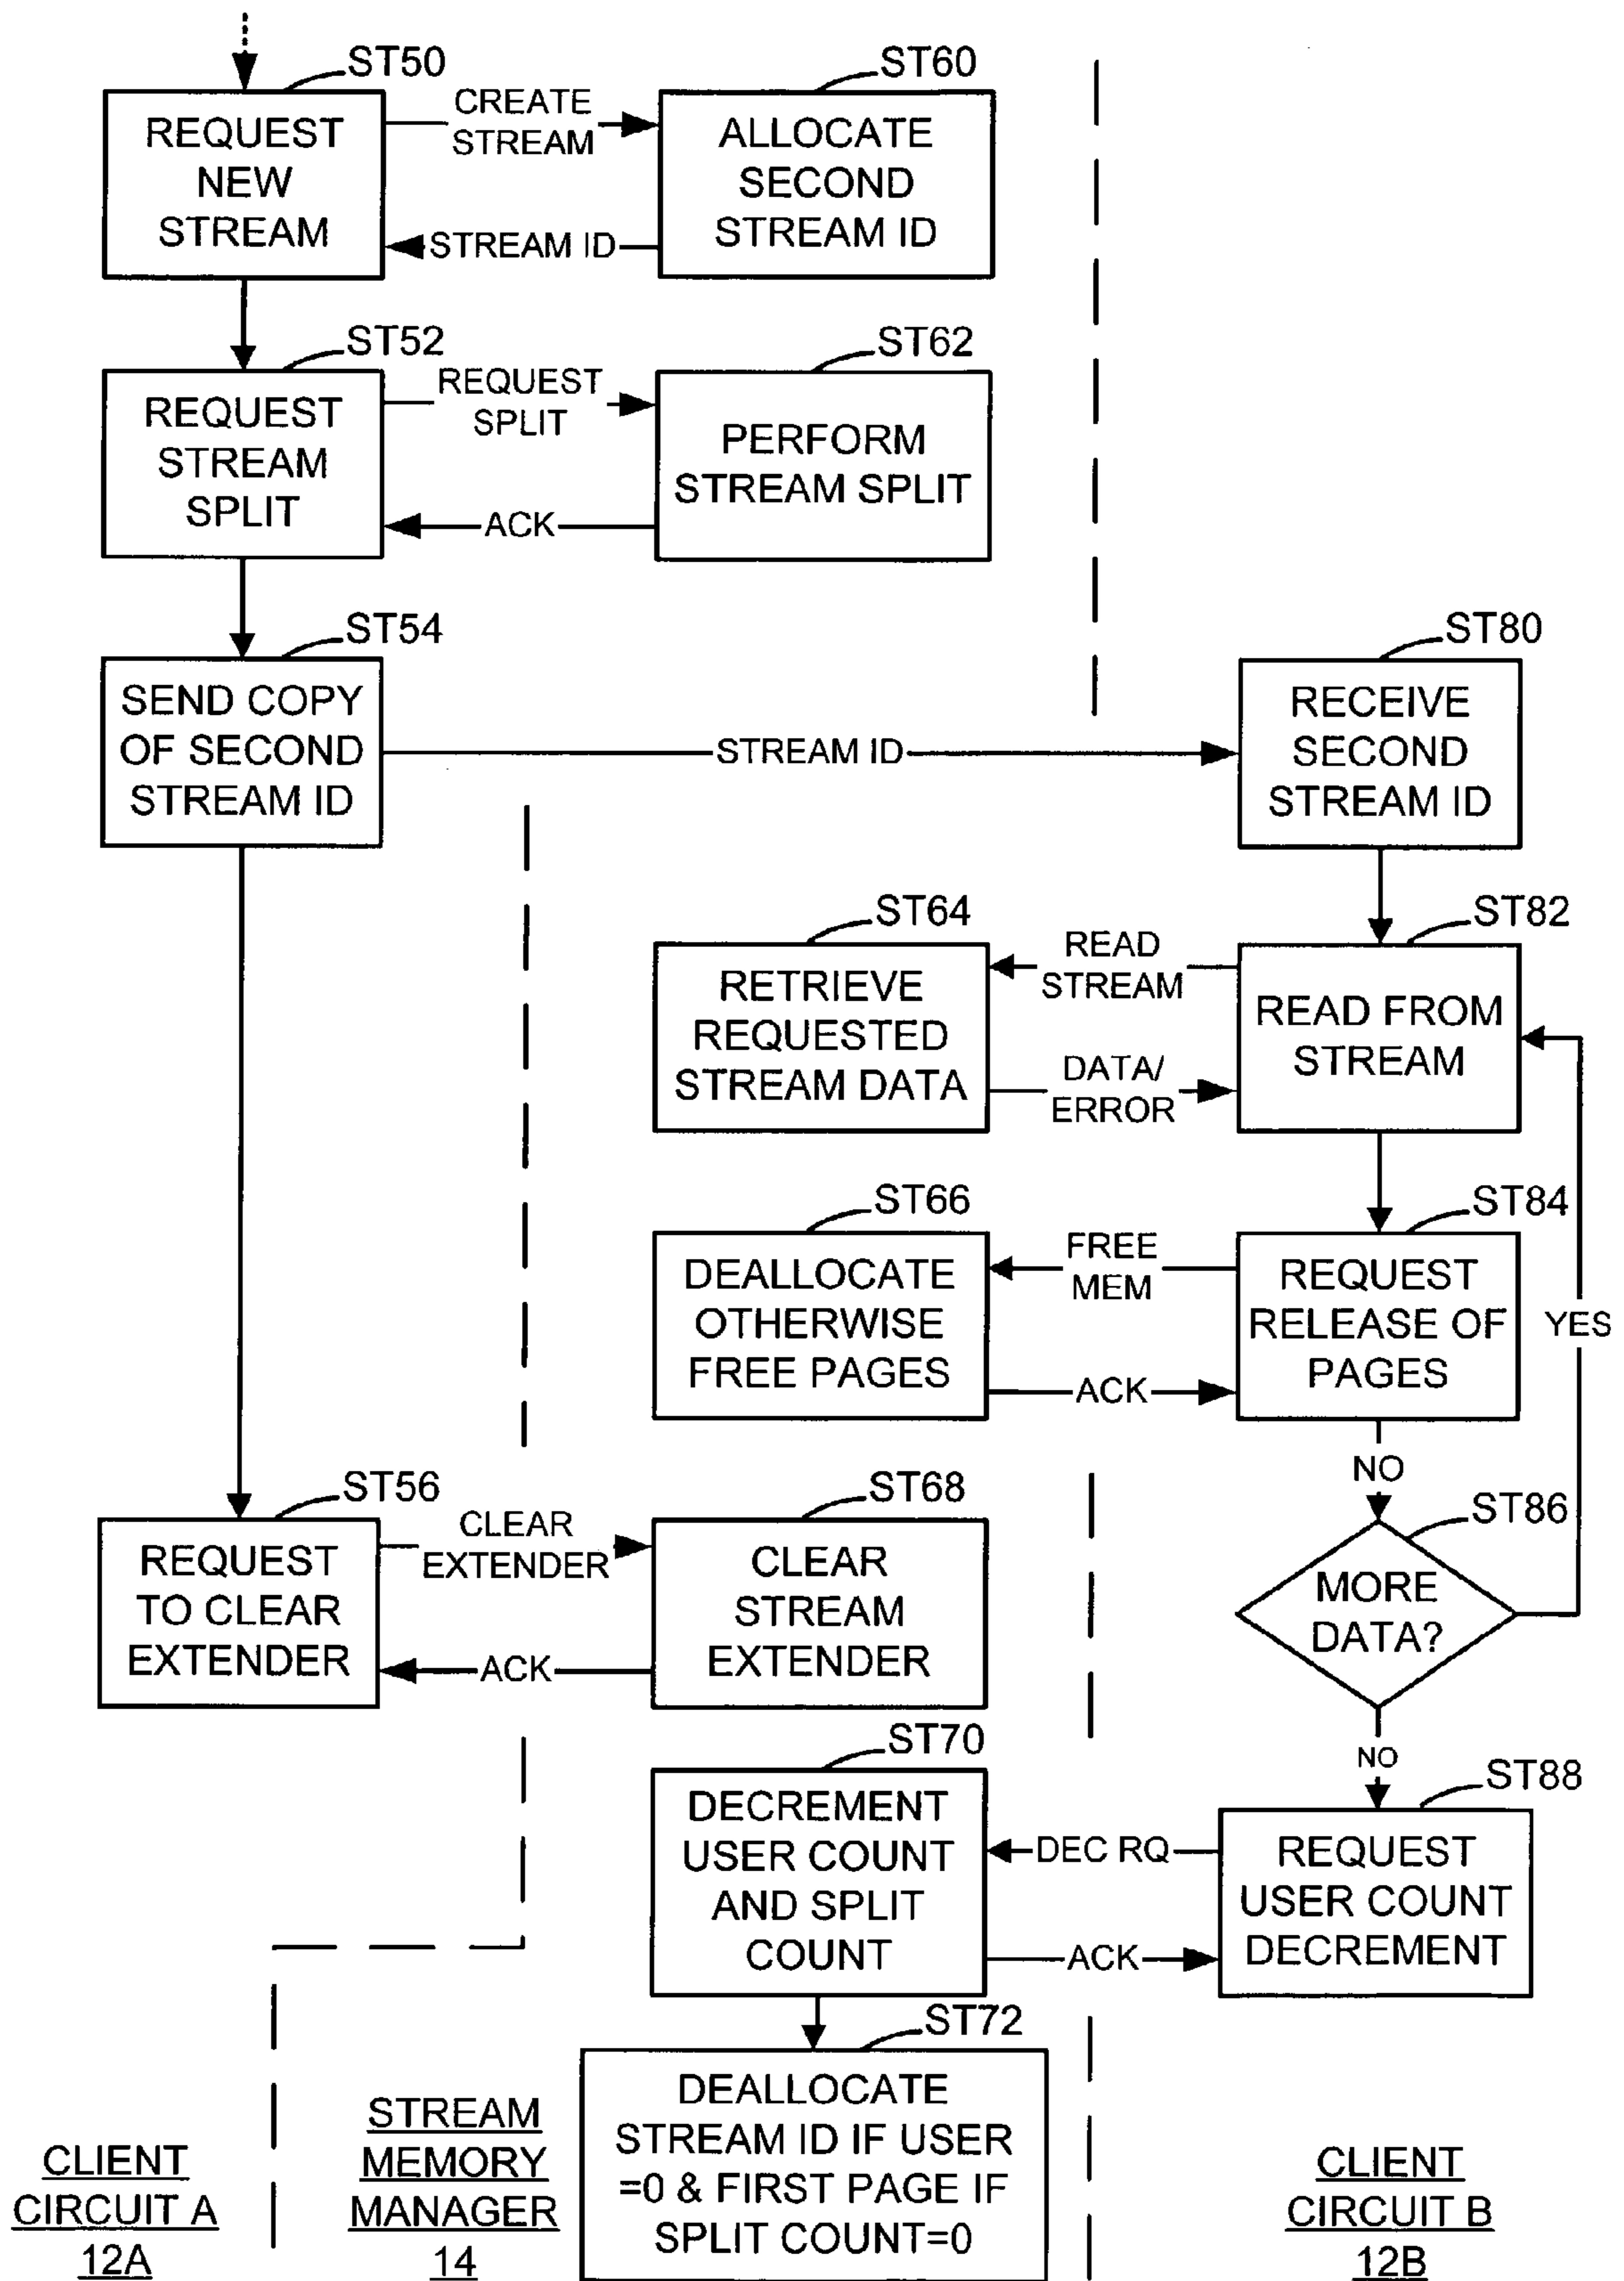 ST50
REQUEST
NEW
STREAM
CREATE
STREAM
STREAM ID
ST60
ALLOCATE
SECOND
STREAM ID
ST52
REQUEST
STREAM
SPLIT
REQUEST
SPLIT
ACK
ST62
PERFORM
STREAM SPLIT
ST54
SEND COPY
OF SECOND
STREAM ID
STREAM ID
ST80
RECEIVE
SECOND
STREAM ID
ST64
RETRIEVE
REQUESTED
STREAM DATA
READ
STREAM
DATA/
ERROR
ST82
READ FROM
STREAM
ST66
DEALLOCATE
OTHERWISE
FREE PAGES
FREE
MEM
ACK
ST84
REQUEST
RELEASE OF
PAGES
YES
NO
ST56
REQUEST
TO CLEAR
EXTENDER
CLEAR
EXTENDER
ACK
ST68
CLEAR
STREAM
EXTENDER
ST86
MORE
DATA?
NO
ST70
DECREMENT
USER COUNT
AND SPLIT
COUNT
DEC RQ
ACK
ST88
REQUEST
USER COUNT
DECREMENT
ST72
DEALLOCATE
STREAM ID IF USER
=0 & FIRST PAGE IF
SPLIT COUNT=0
CLIENT
CIRCUIT A
12A
STREAM
MEMORY
MANAGER
14
CLIENT
CIRCUIT B
12B